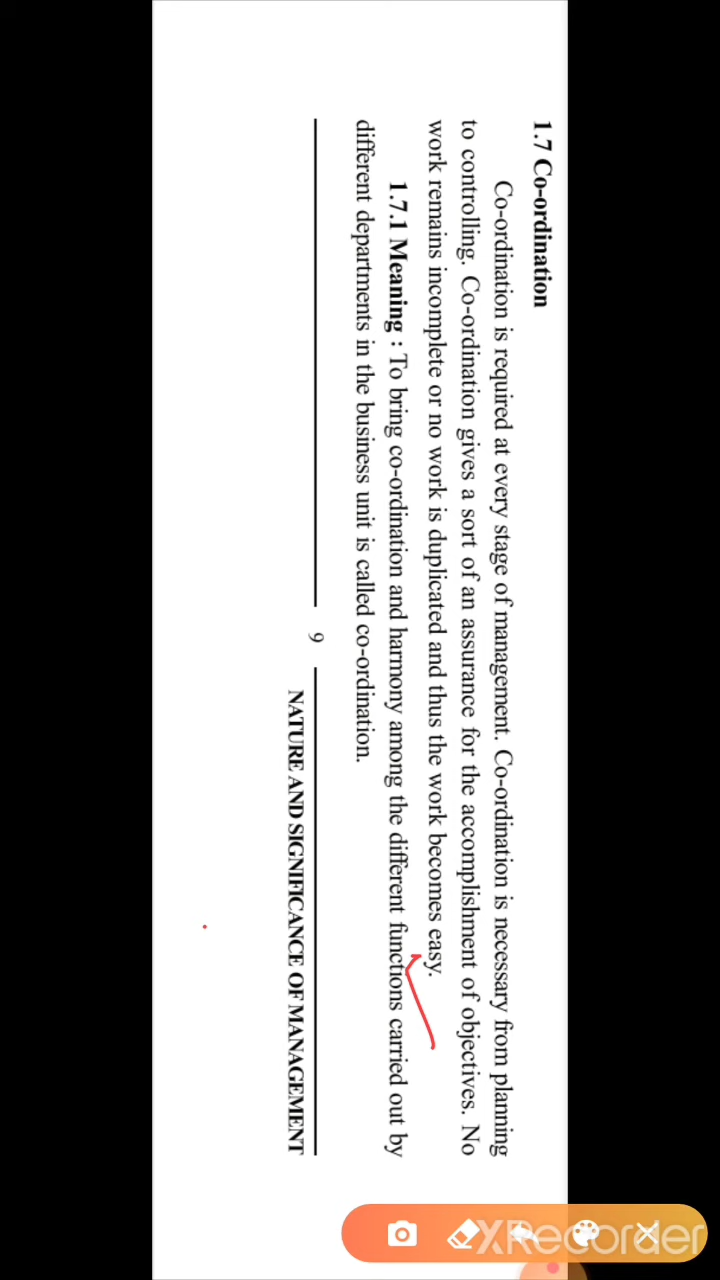 1.7 Co-ordination
Co-ordination is required at every stage of management. Co-ordination is necessary from planning
to controlling. Co-ordination gives a sort of an assurance for the accomplishment of objectives. No
work remains incomplete or no work is duplicated and thus the work becomes easy.
1.7.1 Meaning : To bring co-ordination and harmony among the different functions carried out by
different departments in the business unit is called co-ordination.
9
NATURE AND SIGNIFICANCE OF MANAGEMENT
XRecorder